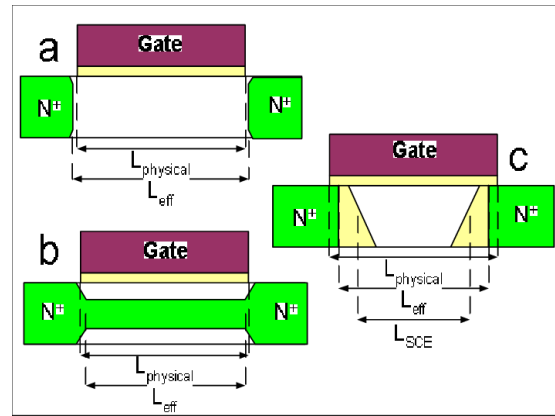 a
Gate
N+
N+
Lphysical
Leff
b
Gate
N+
N+
Lphysical
Leff
c
Gate
N+
N+
Lphysical
Leff
LSCE